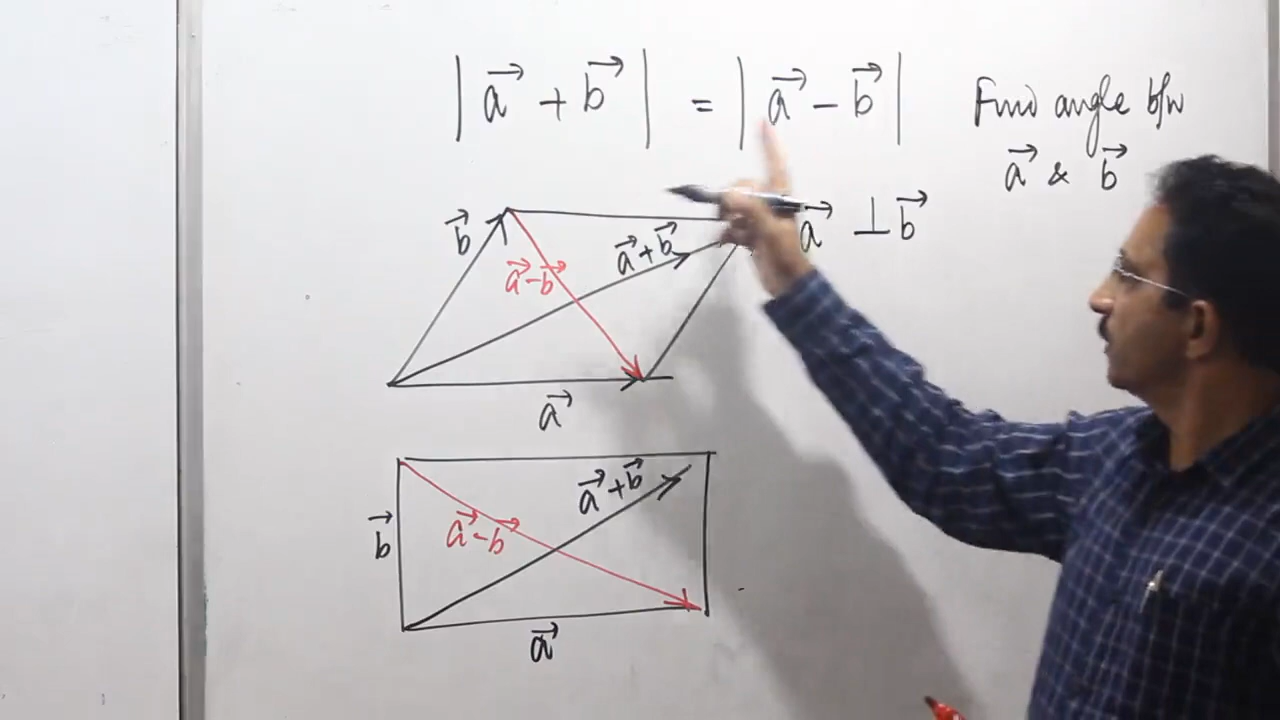 |a⃗ + b⃗| = |a⃗ − b⃗|
Find angle b/w
a⃗ & b⃗
a⃗ ⊥ b⃗
b⃗
a⃗+b⃗
a⃗−b⃗
a⃗
a⃗+b⃗
b⃗
a⃗−b⃗
a⃗